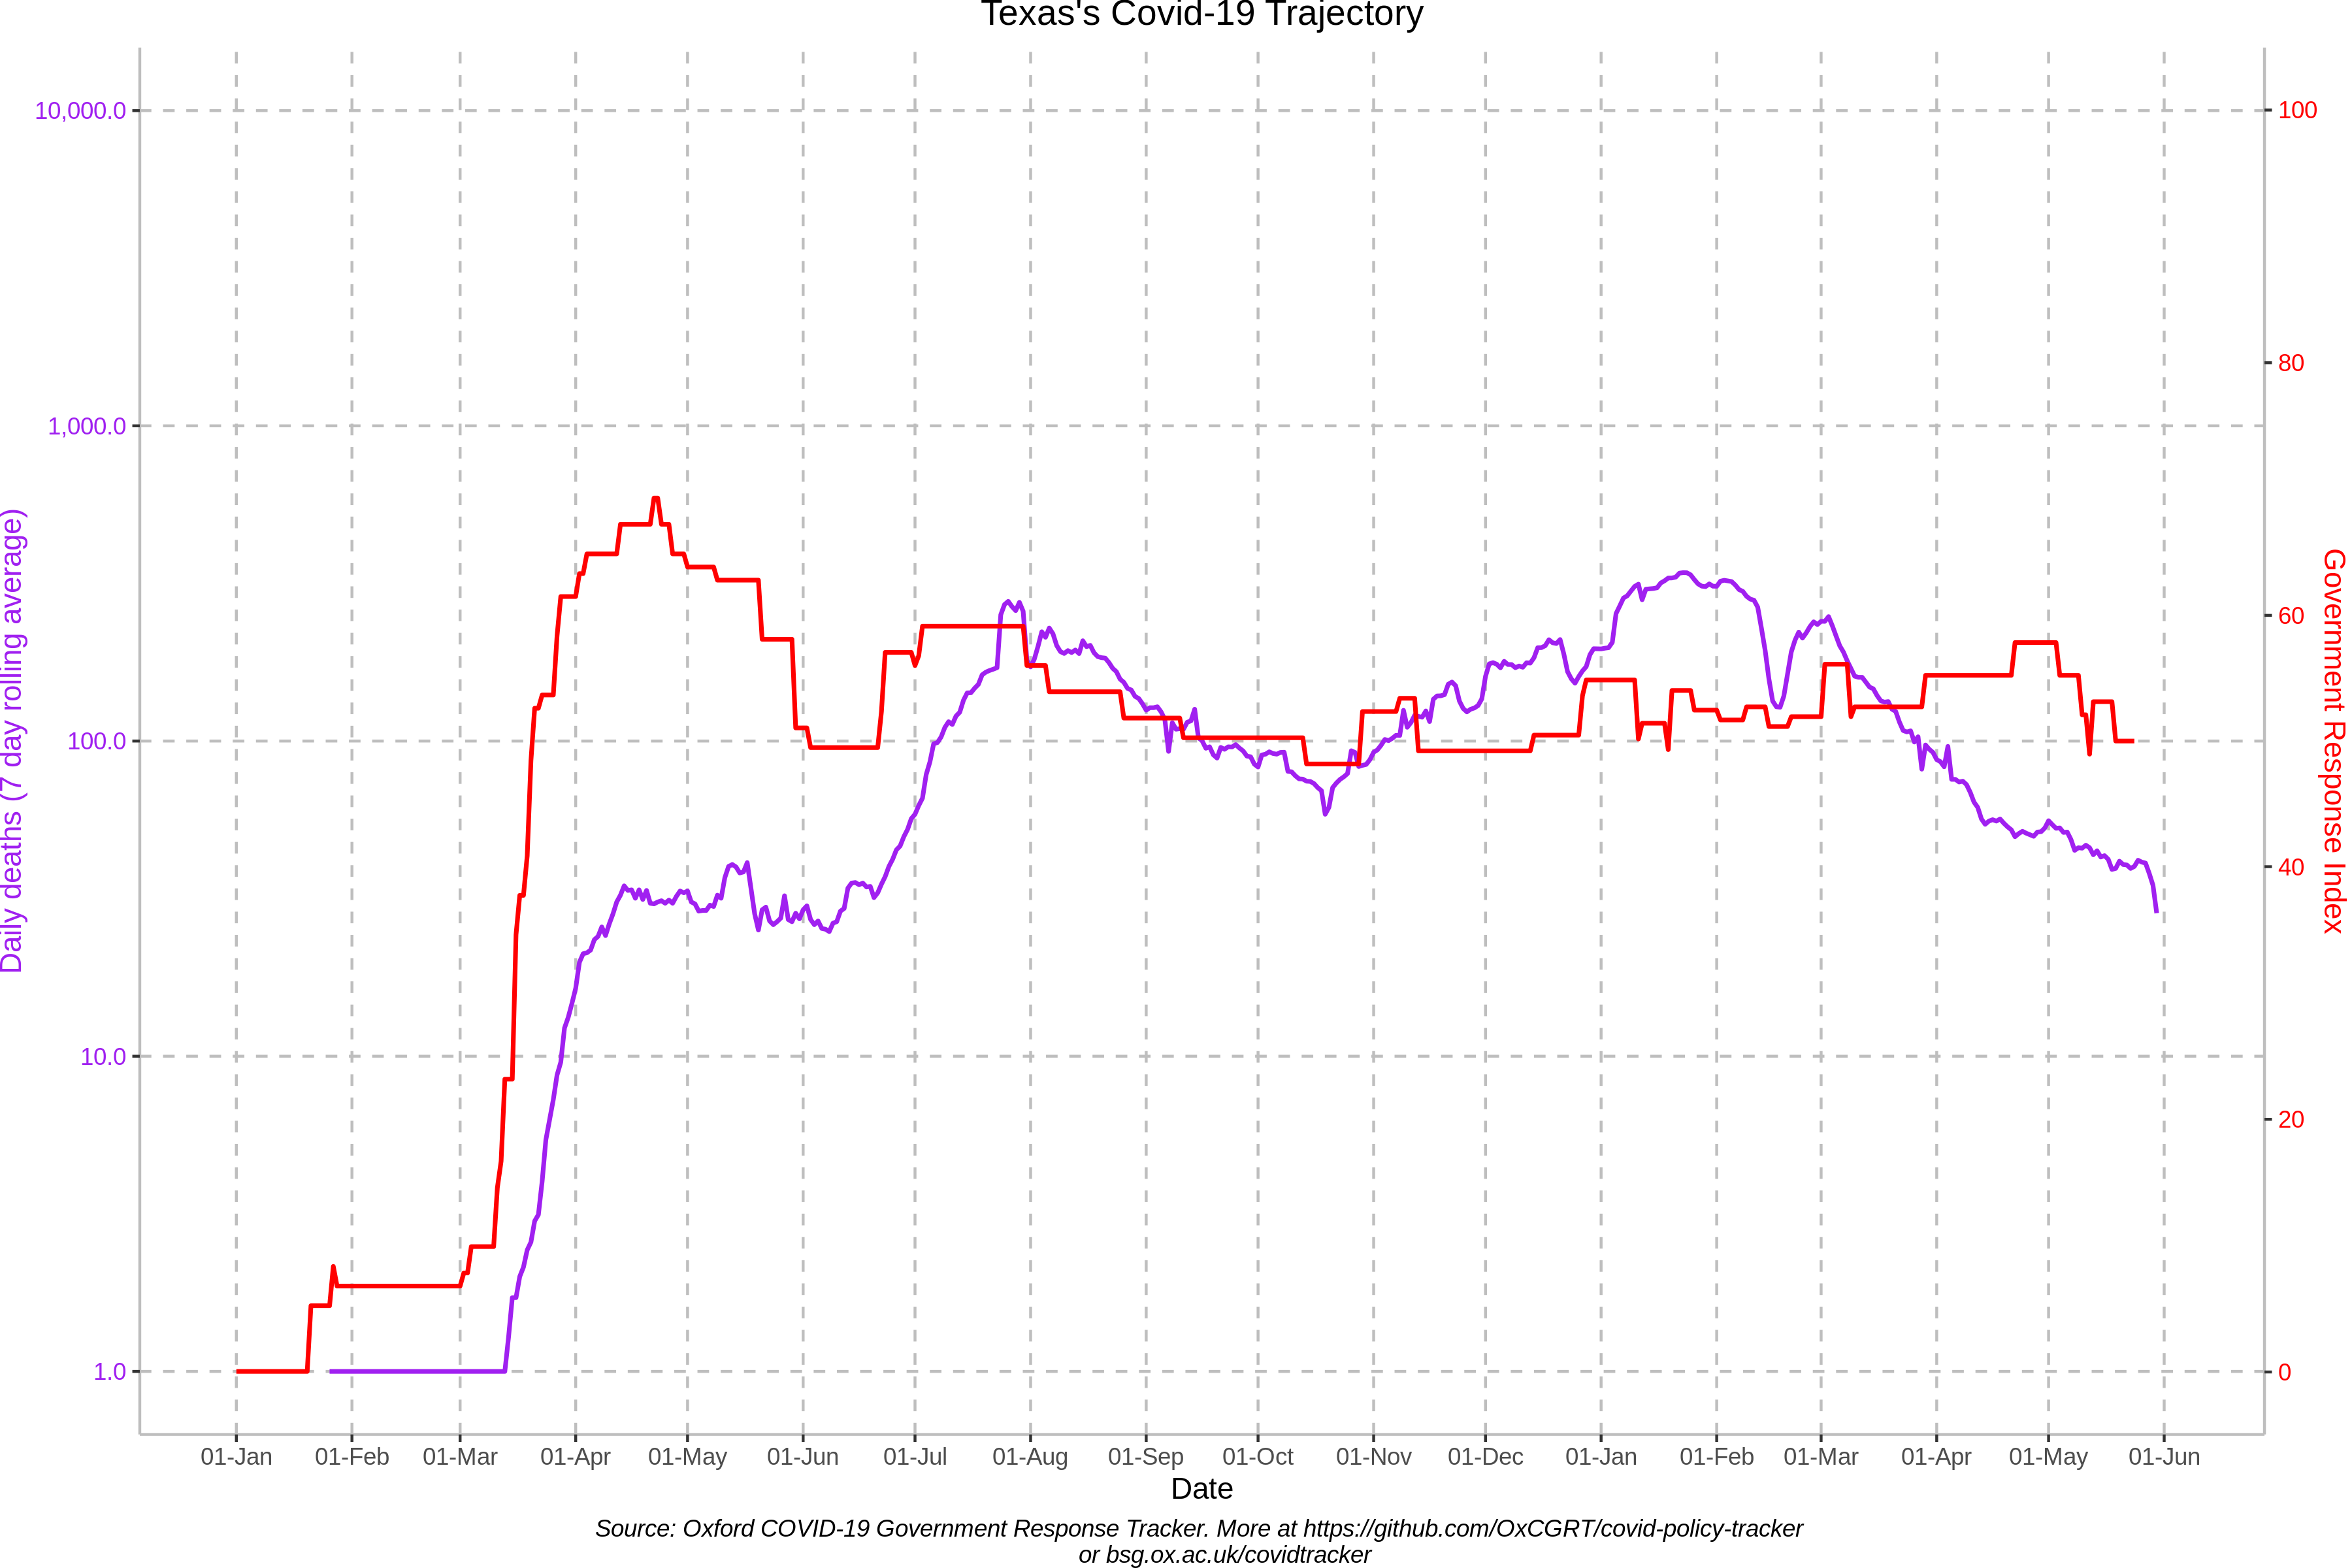 Texas's Covid-19 Trajectory
10,000.0
1,000.0
100.0
10.0
1.0
Daily deaths (7 day rolling average)
100
80
60
40
20
0
Government Response Index
01-Jan 01-Feb 01-Mar 01-Apr 01-May 01-Jun 01-Jul 01-Aug 01-Sep 01-Oct 01-Nov 01-Dec 01-Jan 01-Feb 01-Mar 01-Apr 01-May 01-Jun
Date
Source: Oxford COVID-19 Government Response Tracker. More at https://github.com/OxCGRT/covid-policy-tracker
or bsg.ox.ac.uk/covidtracker